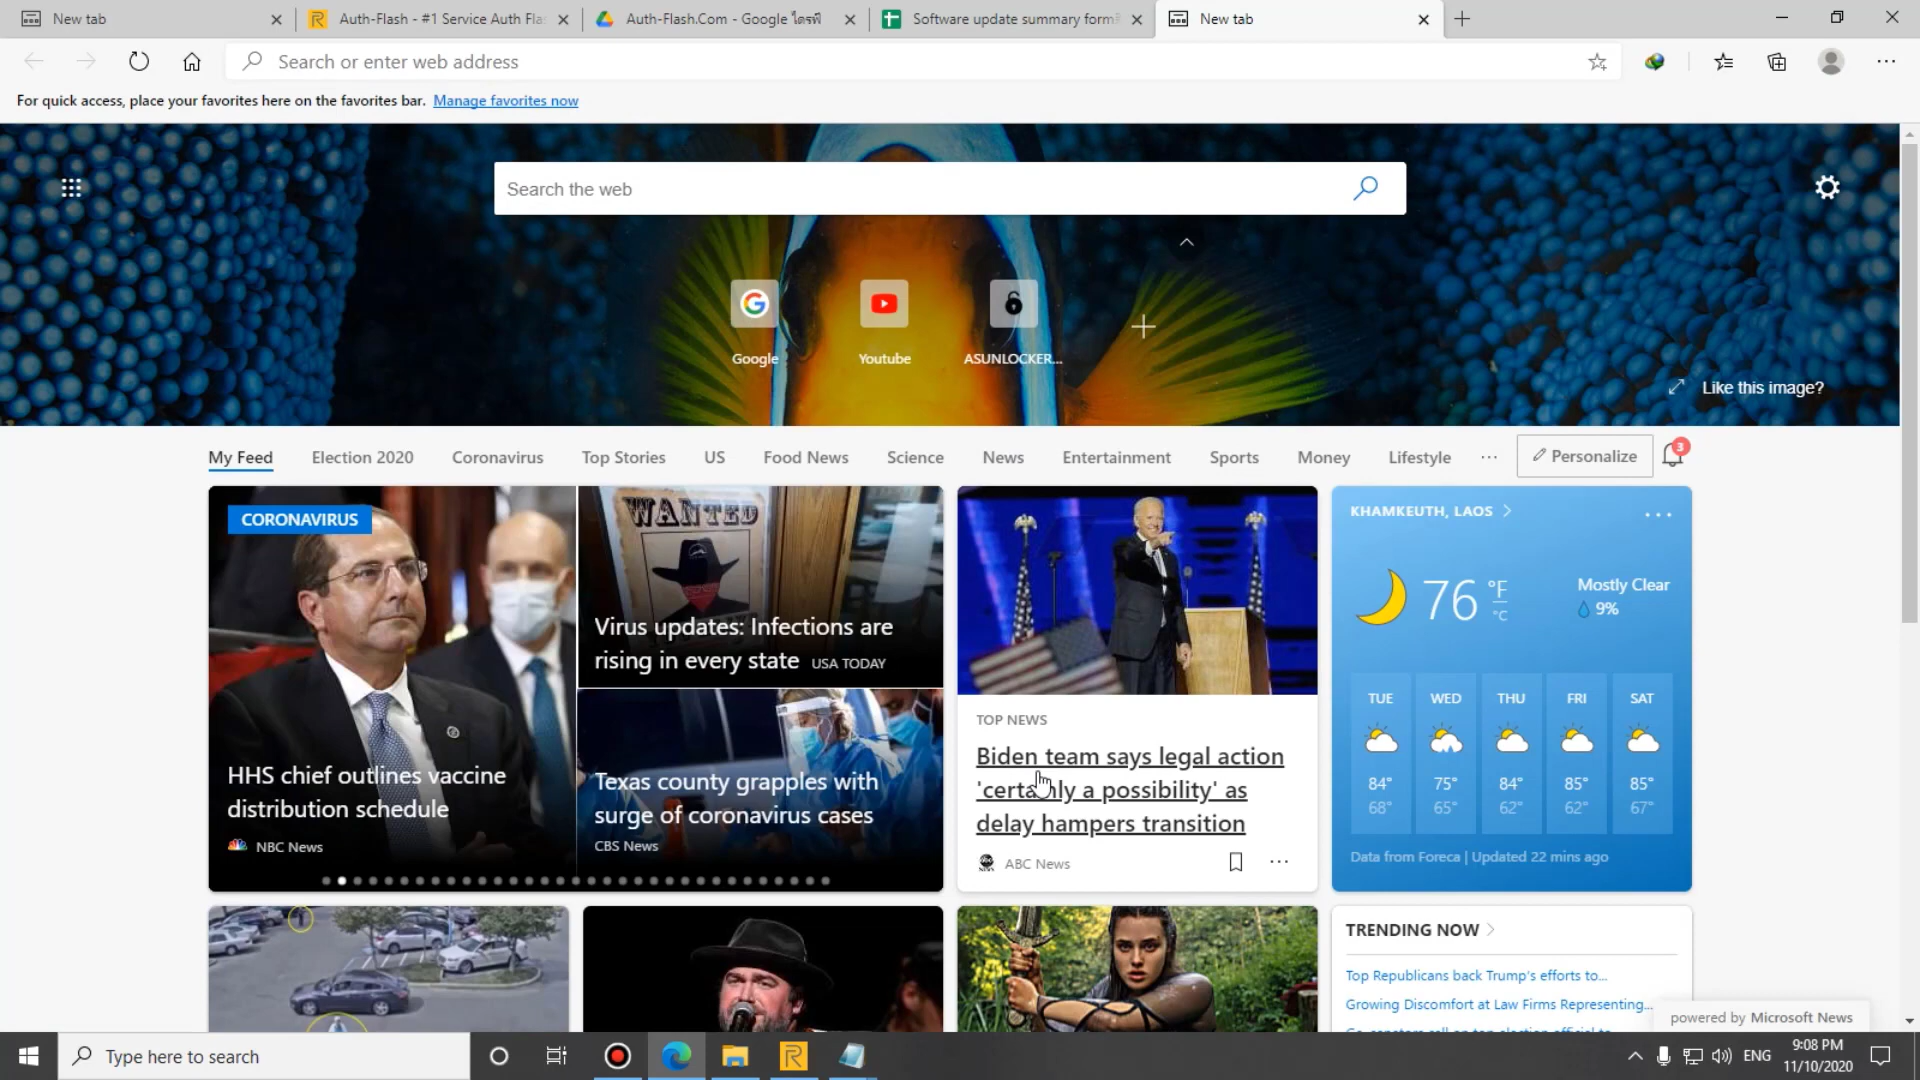 New tab
Auth-Flash - #1 Service Auth Fla
Auth-Flash.Com - Google ไดรฟ์
Software update summary form
New tab
Search or enter web address
For quick access, place your favorites here on the favorites bar. Manage favorites now
Search the web
Google
Youtube
ASUNLOCKER...
Like this image?
My Feed
Election 2020
Coronavirus
Top Stories
US
Food News
Science
News
Entertainment
Sports
Money
Lifestyle
Personalize
3
CORONAVIRUS
HHS chief outlines vaccine
distribution schedule
NBC News
WANTED
Virus updates: Infections are
rising in every state USA TODAY
Texas county grapples with
surge of coronavirus cases
CBS News
TOP NEWS
Biden team says legal action
'certainly a possibility' as
delay hampers transition
ABC News
KHAMKEUTH, LAOS
76 °F
°C
Mostly Clear
9%
TUE WED THU FRI SAT
84° 75° 84° 85° 85°
68° 65° 62° 62° 67°
Data from Foreca | Updated 22 mins ago
TRENDING NOW
Top Republicans back Trump's efforts to...
Growing Discomfort at Law Firms Representing...
powered by Microsoft News
Type here to search
ENG
9:08 PM
11/10/2020